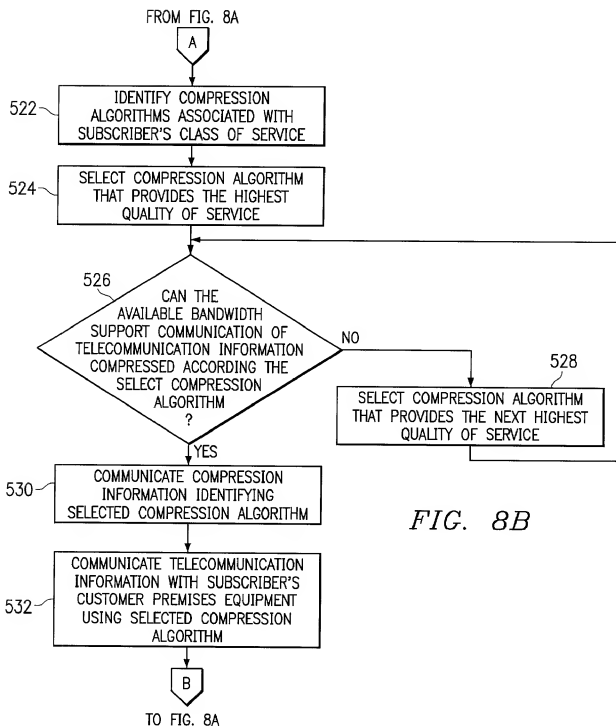 FROM FIG. 8A
A
522
IDENTIFY COMPRESSION
ALGORITHMS ASSOCIATED WITH
SUBSCRIBER'S CLASS OF SERVICE
524
SELECT COMPRESSION ALGORITHM
THAT PROVIDES THE HIGHEST
QUALITY OF SERVICE
526
CAN THE
AVAILABLE BANDWIDTH
SUPPORT COMMUNICATION OF
TELECOMMUNICATION INFORMATION
COMPRESSED ACCORDING THE
SELECT COMPRESSION
ALGORITHM
?
NO
528
SELECT COMPRESSION ALGORITHM
THAT PROVIDES THE NEXT HIGHEST
QUALITY OF SERVICE
YES
530
COMMUNICATE COMPRESSION
INFORMATION IDENTIFYING
SELECTED COMPRESSION ALGORITHM
FIG. 8B
532
COMMUNICATE TELECOMMUNICATION
INFORMATION WITH SUBSCRIBER'S
CUSTOMER PREMISES EQUIPMENT
USING SELECTED COMPRESSION
ALGORITHM
B
TO FIG. 8A